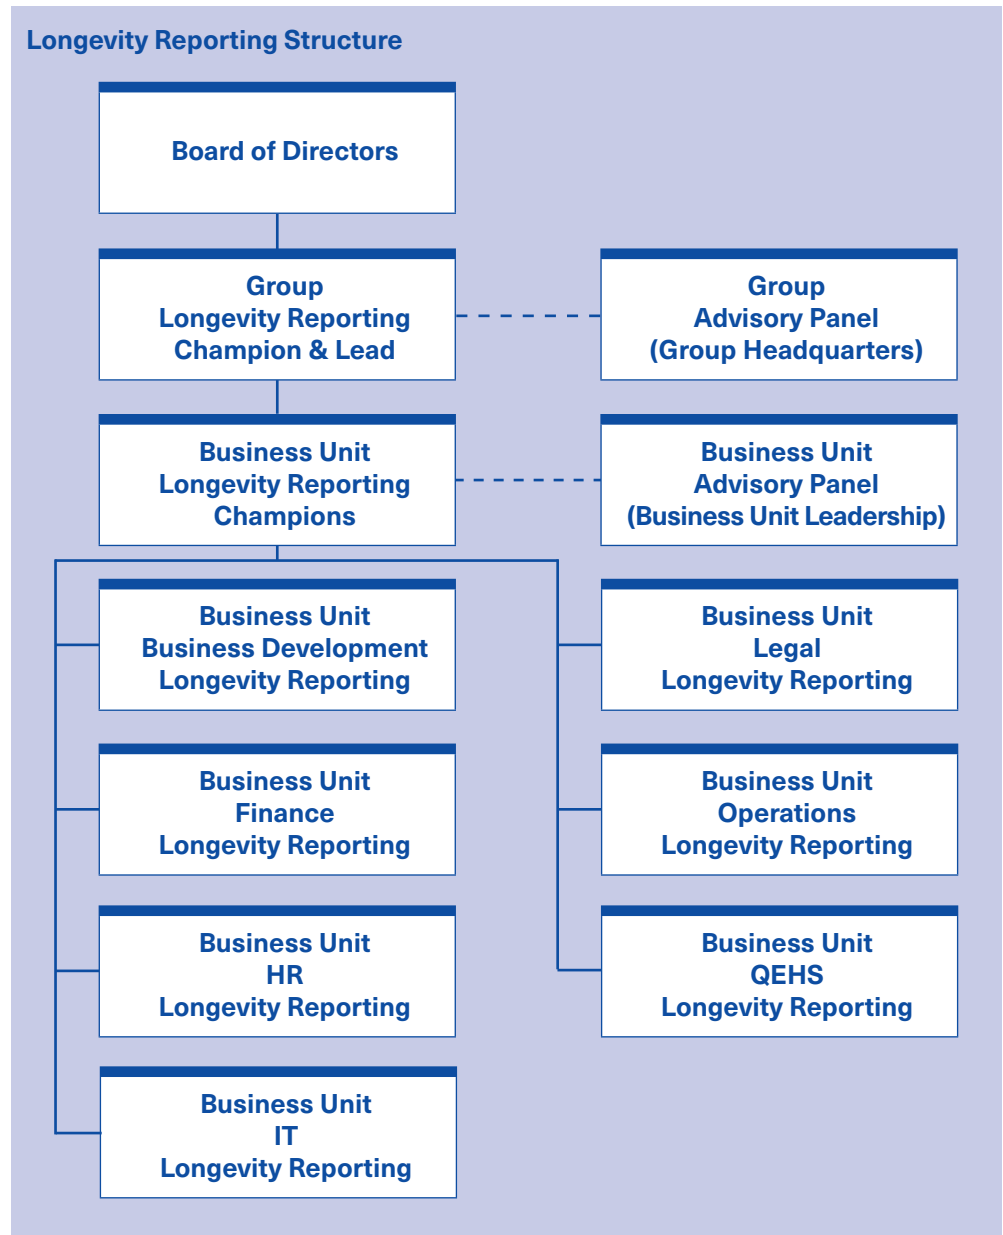 Longevity Reporting Structure
Board of Directors
Group
Longevity Reporting
Champion & Lead
Group
Advisory Panel
(Group Headquarters)
Business Unit
Longevity Reporting
Champions
Business Unit
Advisory Panel
(Business Unit Leadership)
Business Unit
Business Development
Longevity Reporting
Business Unit
Legal
Longevity Reporting
Business Unit
Finance
Longevity Reporting
Business Unit
Operations
Longevity Reporting
Business Unit
HR
Longevity Reporting
Business Unit
QEHS
Longevity Reporting
Business Unit
IT
Longevity Reporting